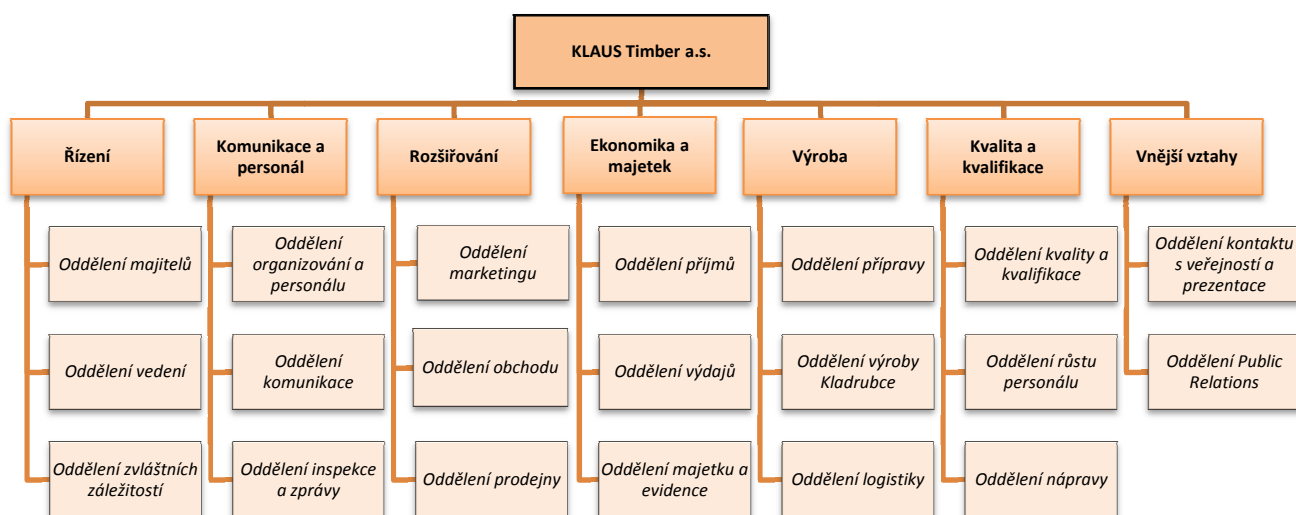 KLAUS Timber a.s.
Řízení
Komunikace a
personál
Rozšiřování
Ekonomika a
majetek
Výroba
Kvalita a
kvalifikace
Vnější vztahy
Oddělení majitelů
Oddělení
organizování a
personálu
Oddělení
marketingu
Oddělení příjmů
Oddělení přípravy
Oddělení kvality a
kvalifikace
Oddělení kontaktu
s veřejností a
prezentace
Oddělení vedení
Oddělení
komunikace
Oddělení obchodu
Oddělení výdajů
Oddělení výroby
Kladrubce
Oddělení růstu
personálu
Oddělení Public
Relations
Oddělení zvláštních
záležitostí
Oddělení inspekce
a zprávy
Oddělení prodejny
Oddělení majetku a
evidence
Oddělení logistiky
Oddělení nápravy